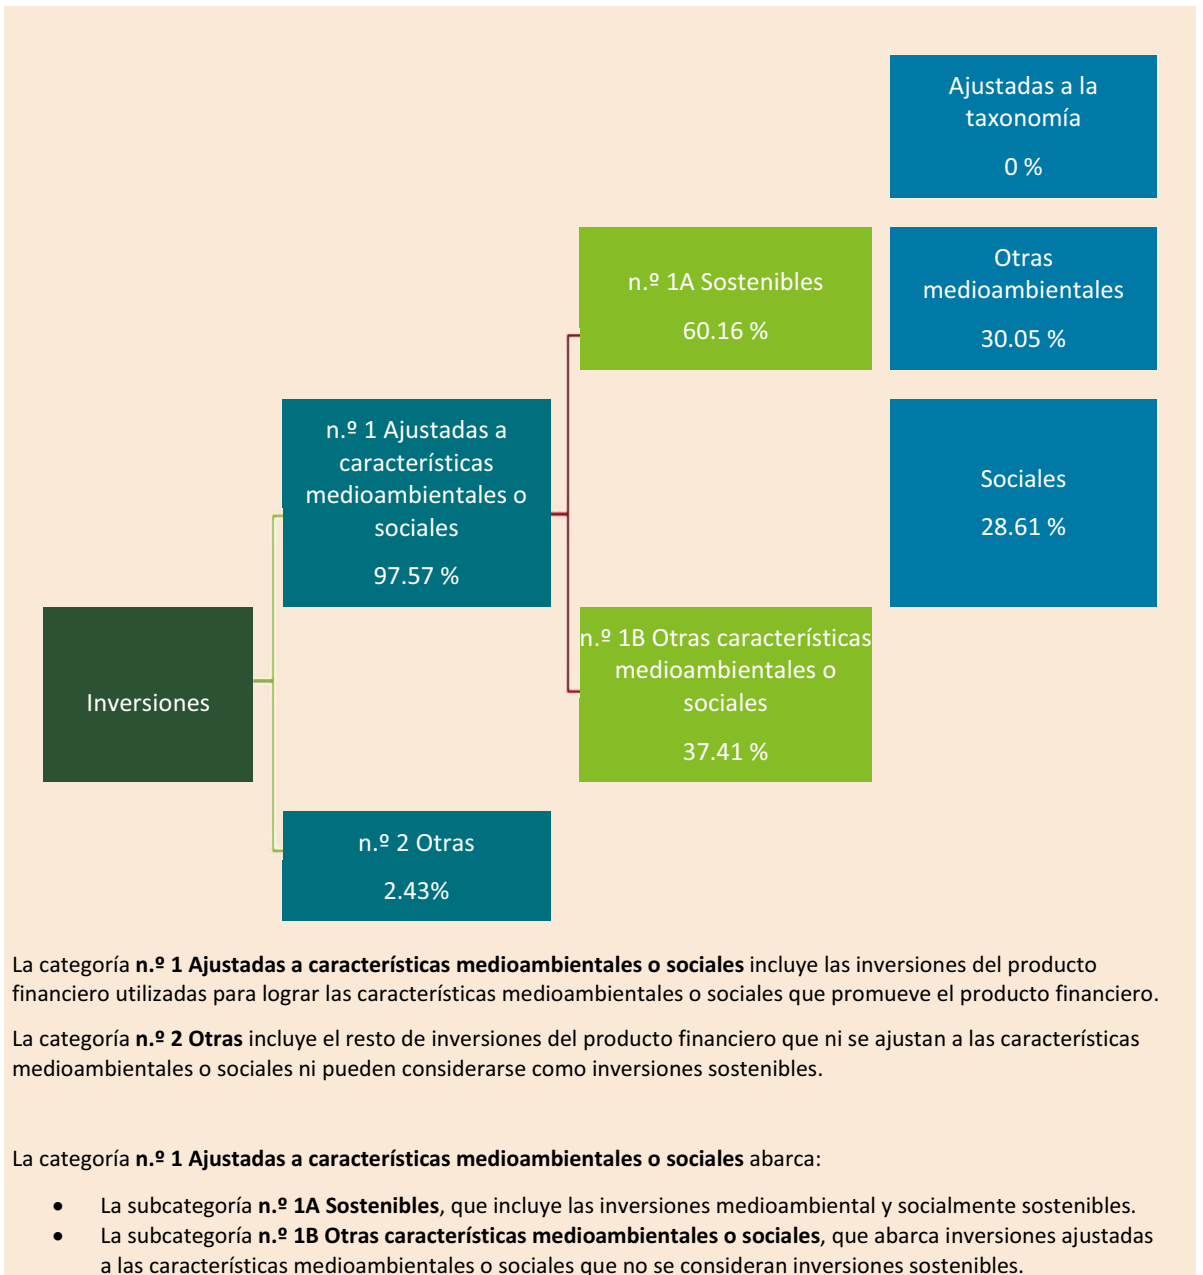 Ajustadas a la
taxonomía
0 %
n.º 1A Sostenibles
60.16 %
Otras
medioambientales
30.05 %
n.º 1 Ajustadas a
características
medioambientales o
sociales
97.57 %
Sociales
28.61 %
Inversiones
n.º 1B Otras características
medioambientales o
sociales
37.41 %
n.º 2 Otras
2.43%
La categoría n.º 1 Ajustadas a características medioambientales o sociales incluye las inversiones del producto
financiero utilizadas para lograr las características medioambientales o sociales que promueve el producto financiero.
La categoría n.º 2 Otras incluye el resto de inversiones del producto financiero que ni se ajustan a las características
medioambientales o sociales ni pueden considerarse como inversiones sostenibles.
La categoría n.º 1 Ajustadas a características medioambientales o sociales abarca:
• La subcategoría n.º 1A Sostenibles, que incluye las inversiones medioambiental y socialmente sostenibles.
• La subcategoría n.º 1B Otras características medioambientales o sociales, que abarca inversiones ajustadas
a las características medioambientales o sociales que no se consideran inversiones sostenibles.